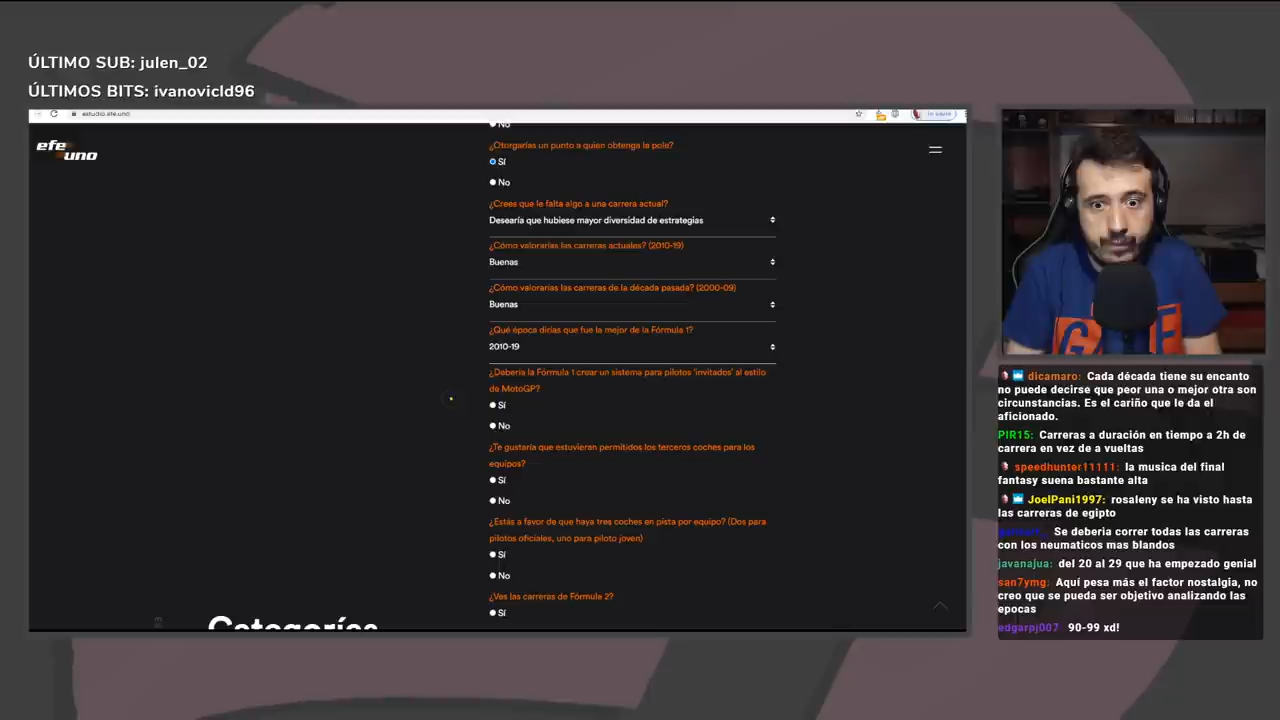 ÚLTIMO SUB: julen_02
ÚLTIMOS BITS: ivanovicld96
estudio.efe.uno
efe
uno
No
¿Otorgarías un punto a quien obtenga la pole?
Sí
No
¿Crees que le falta algo a una carrera actual?
Desearía que hubiese mayor diversidad de estrategias
¿Cómo valorarías las carreras actuales? (2010-19)
Buenas
¿Cómo valorarías las carreras de la década pasada? (2000-09)
Buenas
¿Qué época dirías que fue la mejor de la Fórmula 1?
2010-19
¿Debería la Fórmula 1 crear un sistema para pilotos 'invitados' al estilo
de MotoGP?
Sí
No
¿Te gustaría que estuvieran permitidos los terceros coches para los
equipos?
Sí
No
¿Estás a favor de que haya tres coches en pista por equipo? (Dos para
pilotos oficiales, uno para piloto joven)
Sí
No
¿Ves las carreras de Fórmula 2?
Sí
Categorías
dicamaro: Cada década tiene su encanto
no puede decirse que peor una o mejor otra son
circunstancias. Es el cariño que le da el
aficionado.
PIR15: Carreras a duración en tiempo a 2h de
carrera en vez de a vueltas
speedhunter11111: la musica del final
fantasy suena bastante alta
JoelPani1997: rosaleny se ha visto hasta
las carreras de egipto
Se deberia correr todas las carreras
con los neumaticos mas blandos
javanajua: del 20 al 29 que ha empezado genial
san7ymg: Aquí pesa más el factor nostalgia, no
creo que se pueda ser objetivo analizando las
epocas
edgarpj007 90-99 xd!